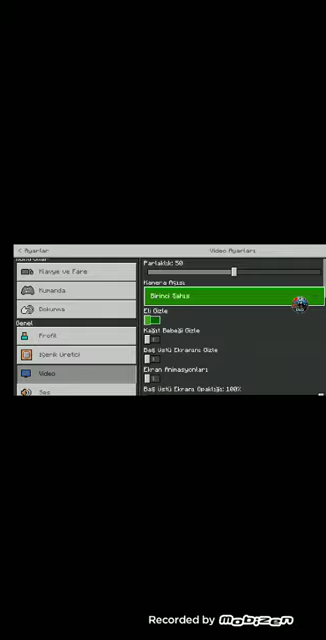 < Ayarlar
Video Ayarları
Kontroller
Klavye ve Fare
Kumanda
Dokunma
Genel
Profil
İçerik Üretici
Video
Ses
Parlaklık: 50
Kamera Açısı
Birinci Şahıs
Eli Gizle
Kağıt Bebeği Gizle
Baş Üstü Ekranını Gizle
Ekran Animasyonları
Baş Üstü Ekranı Opaklığı: 100%
Recorded by Mobizen